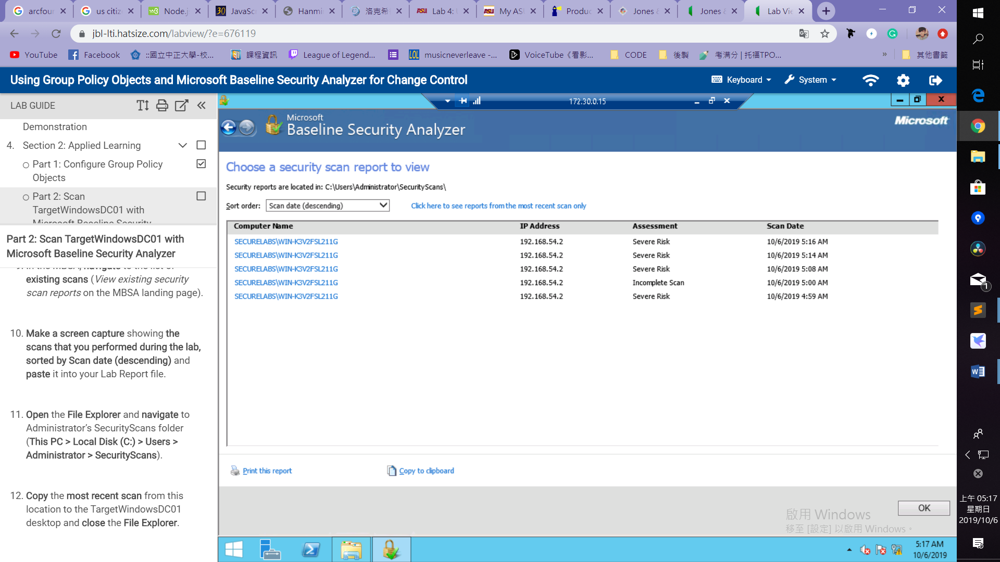 arcfour
us citiz
Node.j
JavaSc
Hanmi
洛克希
Lab 4:
My AS
Produc
Jones &
Jones &
Lab Vie
jbl-lti.hatsize.com/labview/?e=676119
YouTube
Facebook
::國立中正大學-校...
課程資訊
League of Legend...
musicneverleave -...
VoiceTube《看影...
CODE
後製
考满分 | 托福TPO...
»
其他書籤
Using Group Policy Objects and Microsoft Baseline Security Analyzer for Change Control
Keyboard
System
LAB GUIDE
Demonstration
4. Section 2: Applied Learning
Part 1: Configure Group Policy
Objects
Part 2: Scan
TargetWindowsDC01 with
Microsoft Baseline Security
Part 2: Scan TargetWindowsDC01 with
Microsoft Baseline Security Analyzer
9. In the MBSA, navigate to the list of
existing scans (View existing security
scan reports on the MBSA landing page).
10. Make a screen capture showing the
scans that you performed during the lab,
sorted by Scan date (descending) and
paste it into your Lab Report file.
11. Open the File Explorer and navigate to
Administrator's SecurityScans folder
(This PC > Local Disk (C:) > Users >
Administrator > SecurityScans).
12. Copy the most recent scan from this
location to the TargetWindowsDC01
desktop and close the File Explorer.
172.30.0.15
Microsoft
Baseline Security Analyzer
Microsoft
Choose a security scan report to view
Security reports are located in: C:\Users\Administrator\SecurityScans\
Sort order: Scan date (descending) Click here to see reports from the most recent scan only
Computer Name IP Address Assessment Scan Date
SECURELABS\WIN-K3V2FSL211G 192.168.54.2 Severe Risk 10/6/2019 5:16 AM
SECURELABS\WIN-K3V2FSL211G 192.168.54.2 Severe Risk 10/6/2019 5:14 AM
SECURELABS\WIN-K3V2FSL211G 192.168.54.2 Severe Risk 10/6/2019 5:08 AM
SECURELABS\WIN-K3V2FSL211G 192.168.54.2 Incomplete Scan 10/6/2019 5:00 AM
SECURELABS\WIN-K3V2FSL211G 192.168.54.2 Severe Risk 10/6/2019 4:59 AM
Print this report
Copy to clipboard
OK
啟用 Windows
移至 [設定] 以啟用 Windows。
5:17 AM
10/6/2019
1
上午 05:17
星期日
2019/10/6